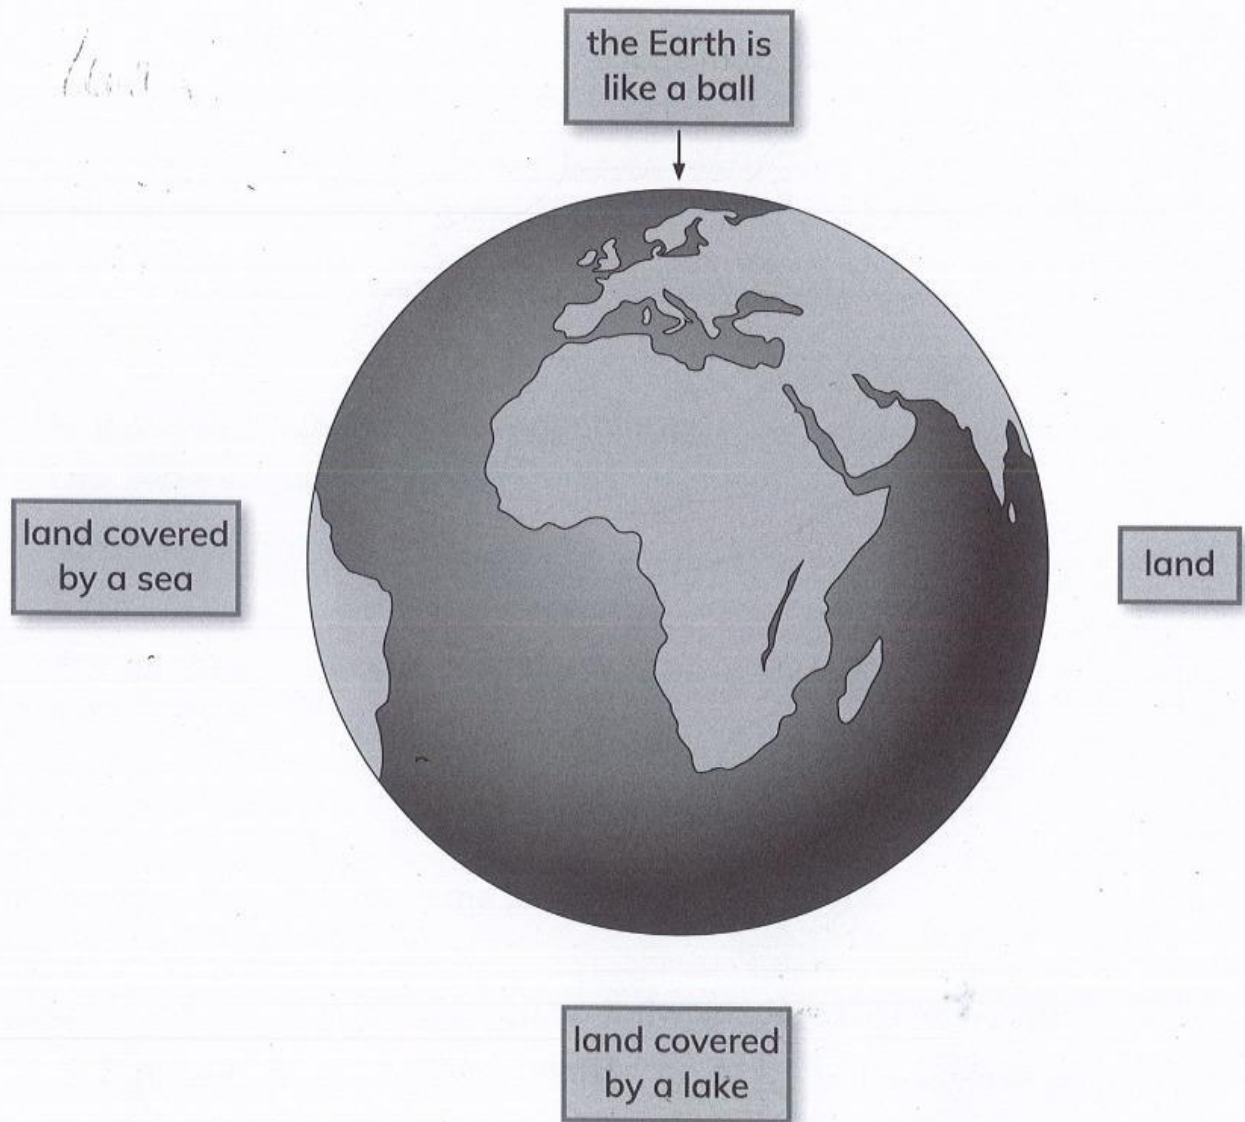 the Earth is
like a ball
land covered
by a sea
land
land covered
by a lake